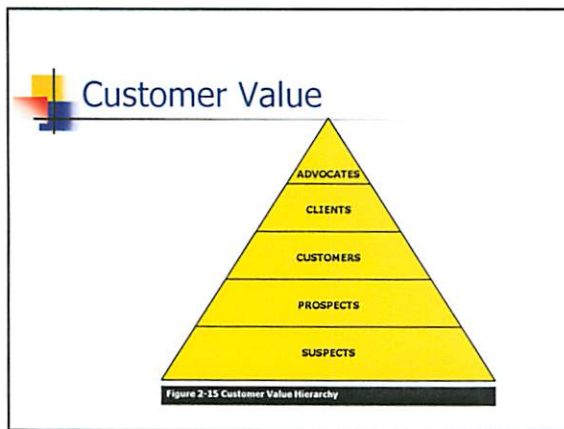 Customer Value
ADVOCATES
CLIENTS
CUSTOMERS
PROSPECTS
SUSPECTS
Figure 2-15 Customer Value Hierarchy